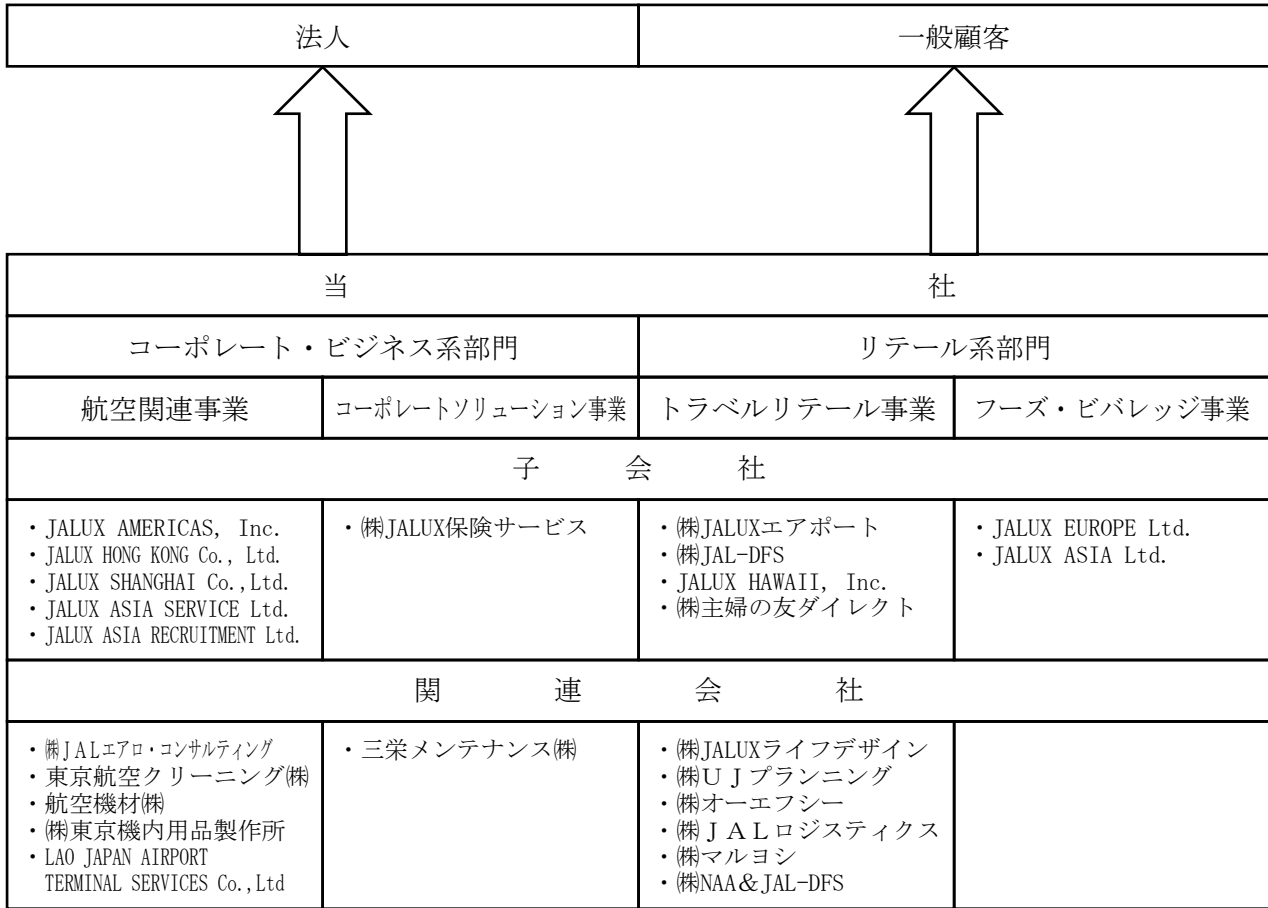 法人 一般顧客
当 社
コーポレート・ビジネス系部門 リテール系部門
航空関連事業 コーポレートソリューション事業 トラベルリテール事業 フーズ・ビバレッジ事業
子 会 社
・JALUX AMERICAS, Inc.
・JALUX HONG KONG Co., Ltd.
・JALUX SHANGHAI Co.,Ltd.
・JALUX ASIA SERVICE Ltd.
・JALUX ASIA RECRUITMENT Ltd.
・㈱JALUX保険サービス
・㈱JALUXエアポート
・㈱JAL-DFS
・JALUX HAWAII, Inc.
・㈱主婦の友ダイレクト
・JALUX EUROPE Ltd.
・JALUX ASIA Ltd.
関 連 会 社
・㈱JALエアロ・コンサルティング
・東京航空クリーニング㈱
・航空機材㈱
・㈱東京機内用品製作所
・LAO JAPAN AIRPORT
TERMINAL SERVICES Co.,Ltd
・三栄メンテナンス㈱
・㈱JALUXライフデザイン
・㈱UJプランニング
・㈱オーエフシー
・㈱JALロジスティクス
・㈱マルヨシ
・㈱NAA&JAL-DFS